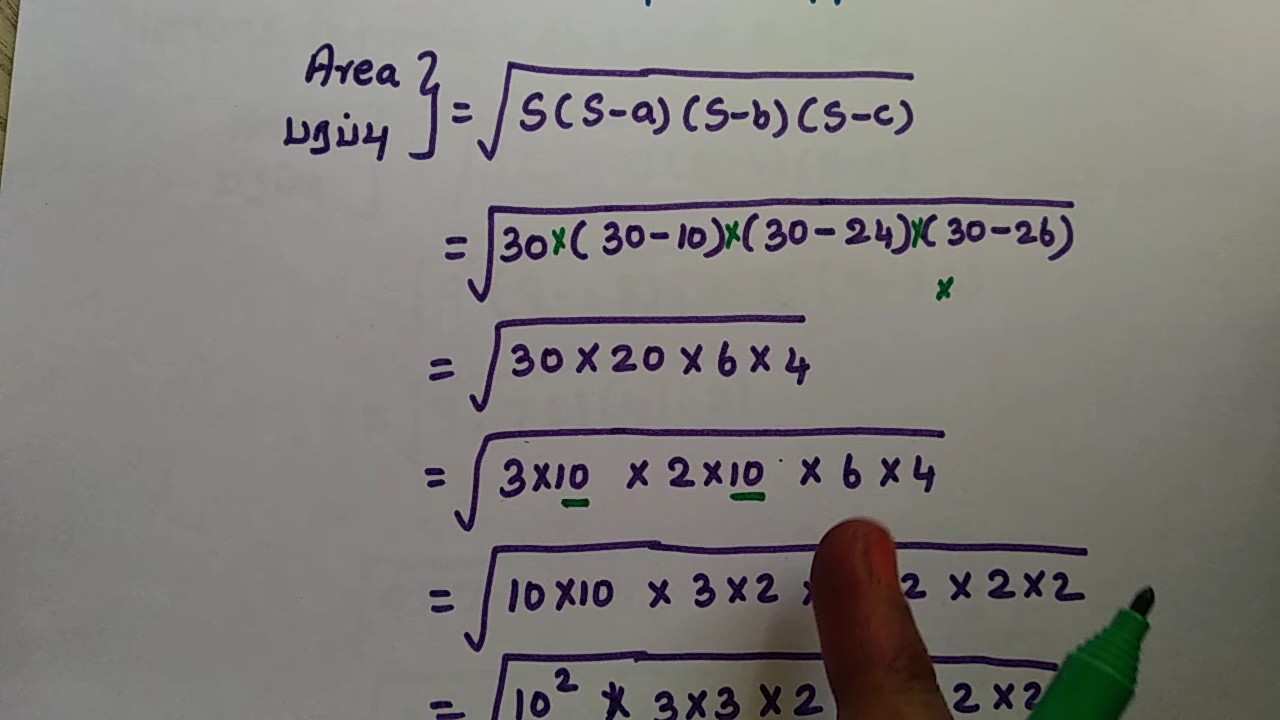 Area
பரப்பு } = √S(S-a)(S-b)(S-c)
= √30×(30-10)×(30-24)×(30-26)
×
= √30×20×6×4
= √3×10 × 2×10 × 6×4
= √10×10 × 3×2 2 × 2×2
= √10² × 3×3 × 2 2×2